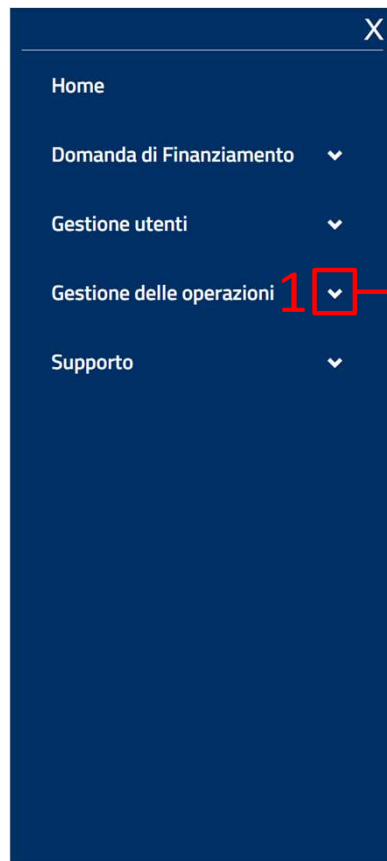 X
Home
Domanda di Finanziamento
Gestione utenti
Gestione delle operazioni 1
Supporto